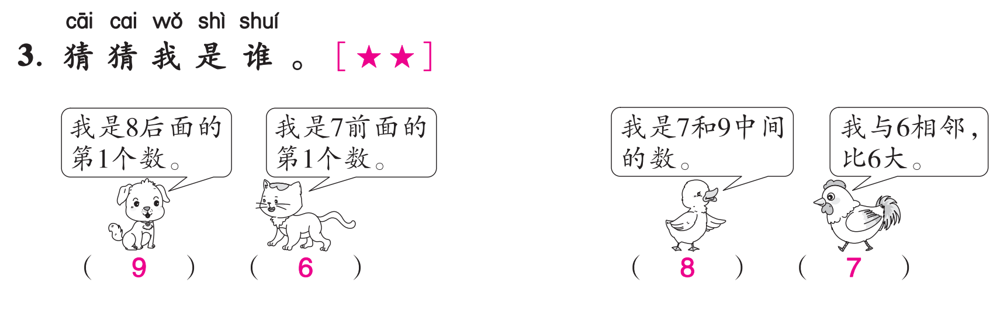 cāi cai wǒ shì shuí
3. 猜猜我是谁。[★★]
我是8后面的
第1个数。
我是7前面的
第1个数。
我是7和9中间
的数。
我与6相邻，
比6大。
( 9 ) ( 6 ) ( 8 ) ( 7 )